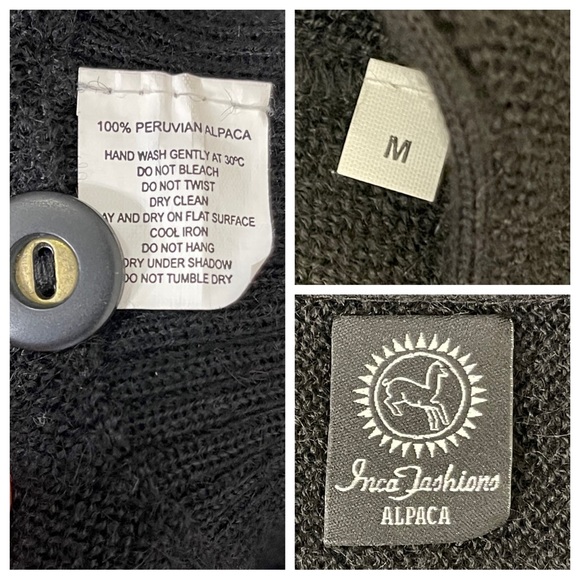 100% PERUVIAN ALPACA
HAND WASH GENTLY AT 30ºC
DO NOT BLEACH
DO NOT TWIST
DRY CLEAN
AY AND DRY ON FLAT SURFACE
COOL IRON
DO NOT HANG
DRY UNDER SHADOW
DO NOT TUMBLE DRY
M
Inca Fashions
ALPACA